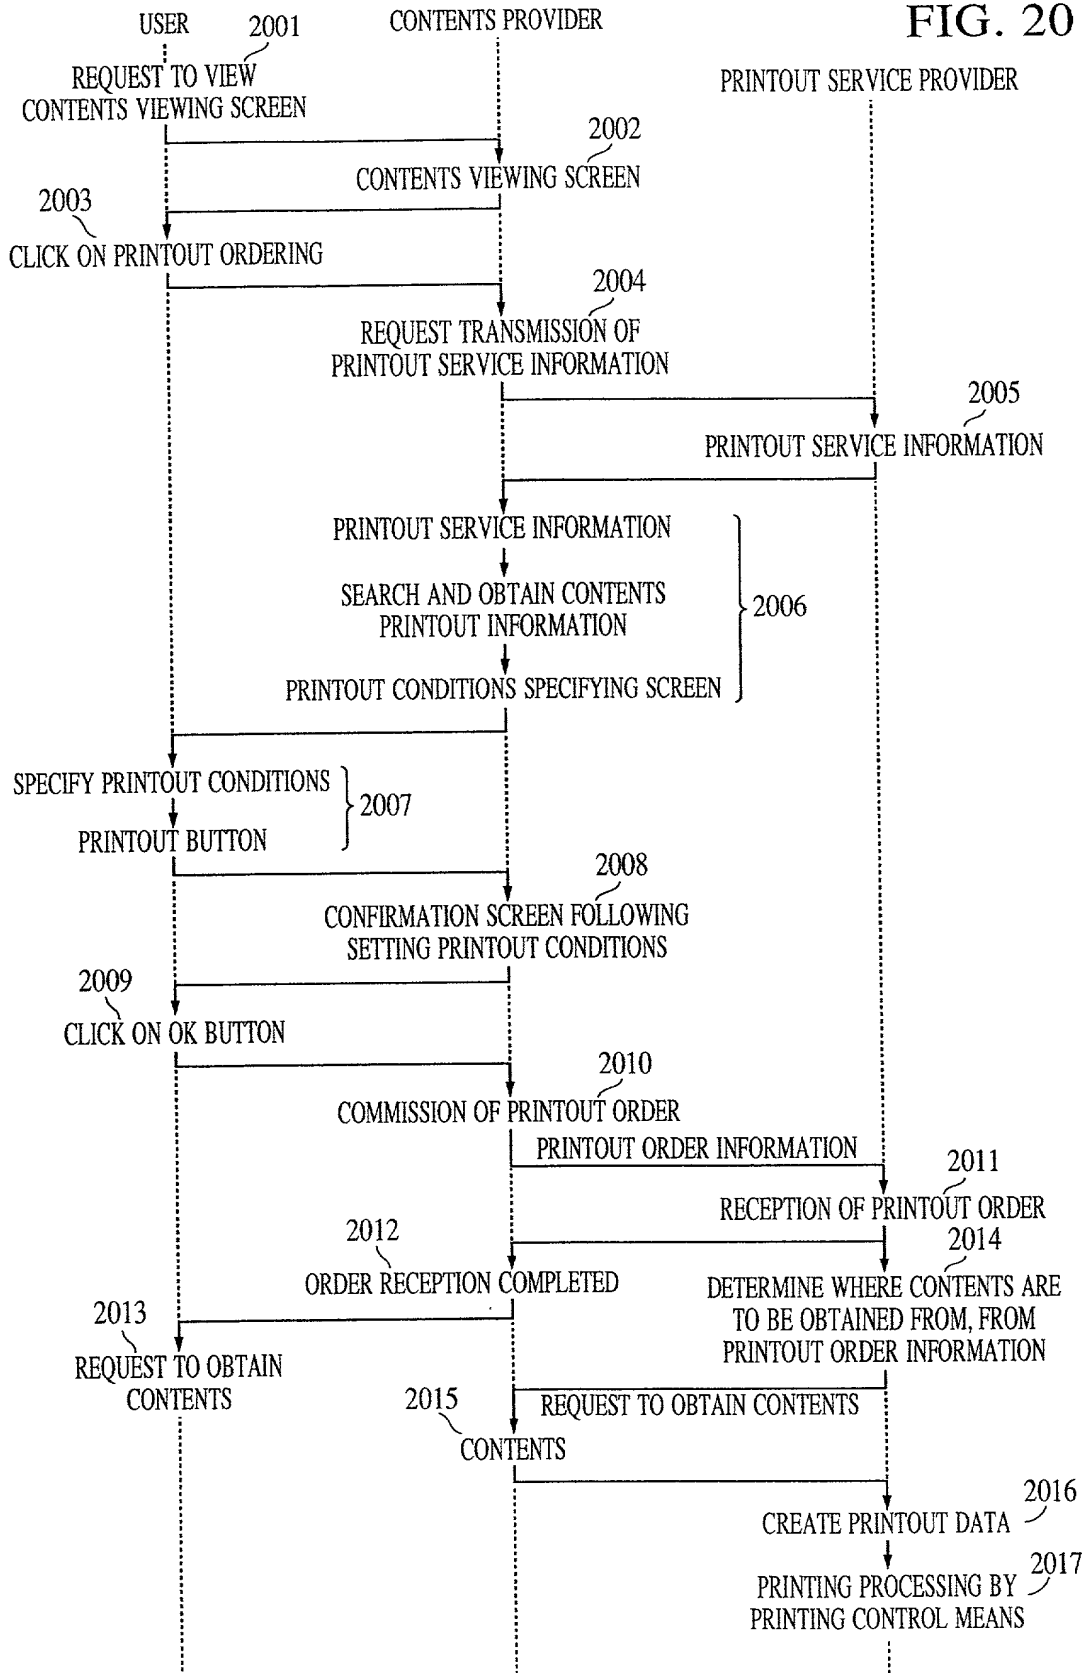 FIG. 20
USER
CONTENTS PROVIDER
PRINTOUT SERVICE PROVIDER
2001
REQUEST TO VIEW
CONTENTS VIEWING SCREEN
2002
CONTENTS VIEWING SCREEN
2003
CLICK ON PRINTOUT ORDERING
2004
REQUEST TRANSMISSION OF
PRINTOUT SERVICE INFORMATION
2005
PRINTOUT SERVICE INFORMATION
PRINTOUT SERVICE INFORMATION
SEARCH AND OBTAIN CONTENTS
PRINTOUT INFORMATION
2006
PRINTOUT CONDITIONS SPECIFYING SCREEN
SPECIFY PRINTOUT CONDITIONS
2007
PRINTOUT BUTTON
2008
CONFIRMATION SCREEN FOLLOWING
SETTING PRINTOUT CONDITIONS
2009
CLICK ON OK BUTTON
2010
COMMISSION OF PRINTOUT ORDER
PRINTOUT ORDER INFORMATION
2011
RECEPTION OF PRINTOUT ORDER
2012
ORDER RECEPTION COMPLETED
2014
DETERMINE WHERE CONTENTS ARE
TO BE OBTAINED FROM, FROM
PRINTOUT ORDER INFORMATION
2013
REQUEST TO OBTAIN
CONTENTS
REQUEST TO OBTAIN CONTENTS
2015
CONTENTS
2016
CREATE PRINTOUT DATA
2017
PRINTING PROCESSING BY
PRINTING CONTROL MEANS